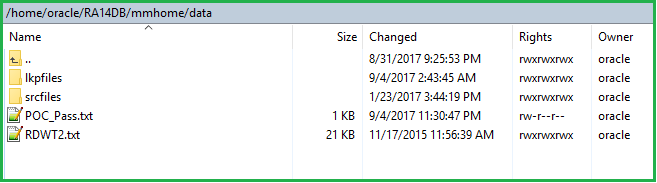 /home/oracle/RA14DB/mmhome/data
Name Size Changed Rights Owner
.. 8/31/2017 9:25:53 PM rwxrwxrwx oracle
lkpfiles 9/4/2017 2:43:45 AM rwxrwxrwx oracle
srcfiles 1/23/2017 3:44:19 PM rwxrwxrwx oracle
POC_Pass.txt 1 KB 9/4/2017 11:30:47 PM rw-r--r-- oracle
RDWT2.txt 21 KB 11/17/2015 11:56:39 AM rwxrwxrwx oracle